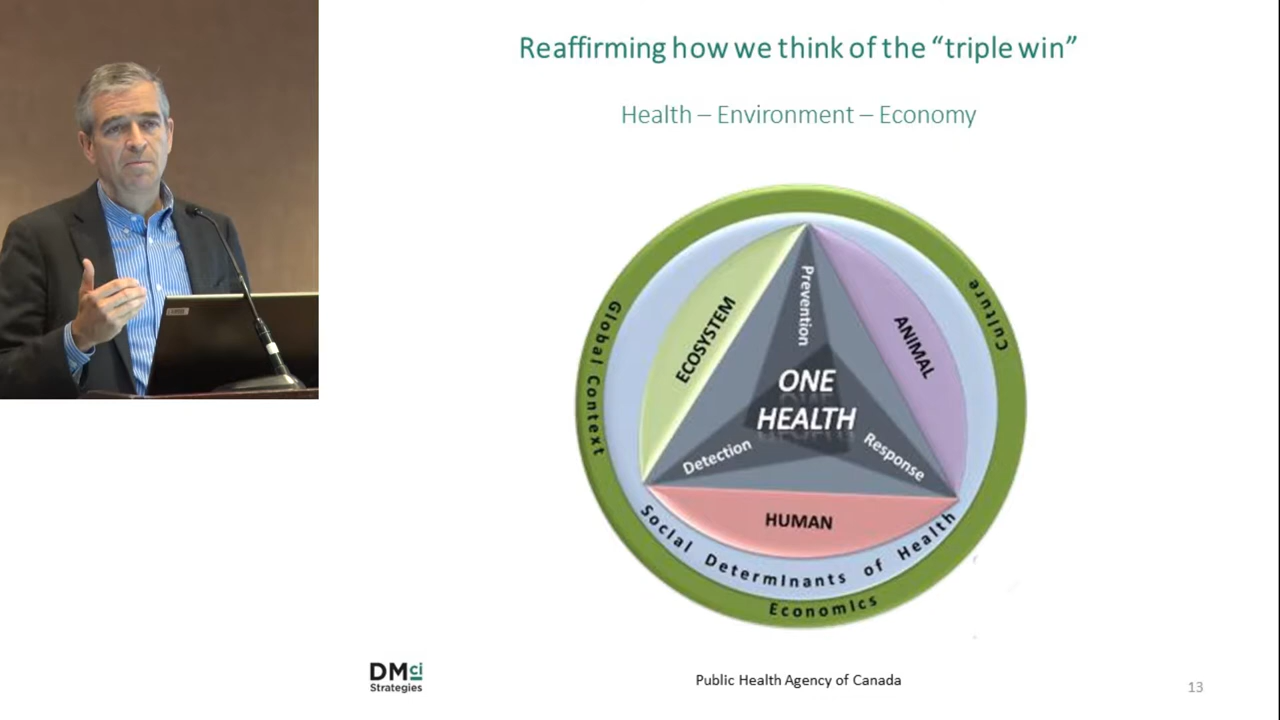 Reaffirming how we think of the “triple win”
Health – Environment – Economy
Global Context
Culture
ECOSYSTEM
Prevention
ANIMAL
ONE
HEALTH
Detection
Response
HUMAN
Social Determinants of Health
Economics
DMci
Strategies
Public Health Agency of Canada
13